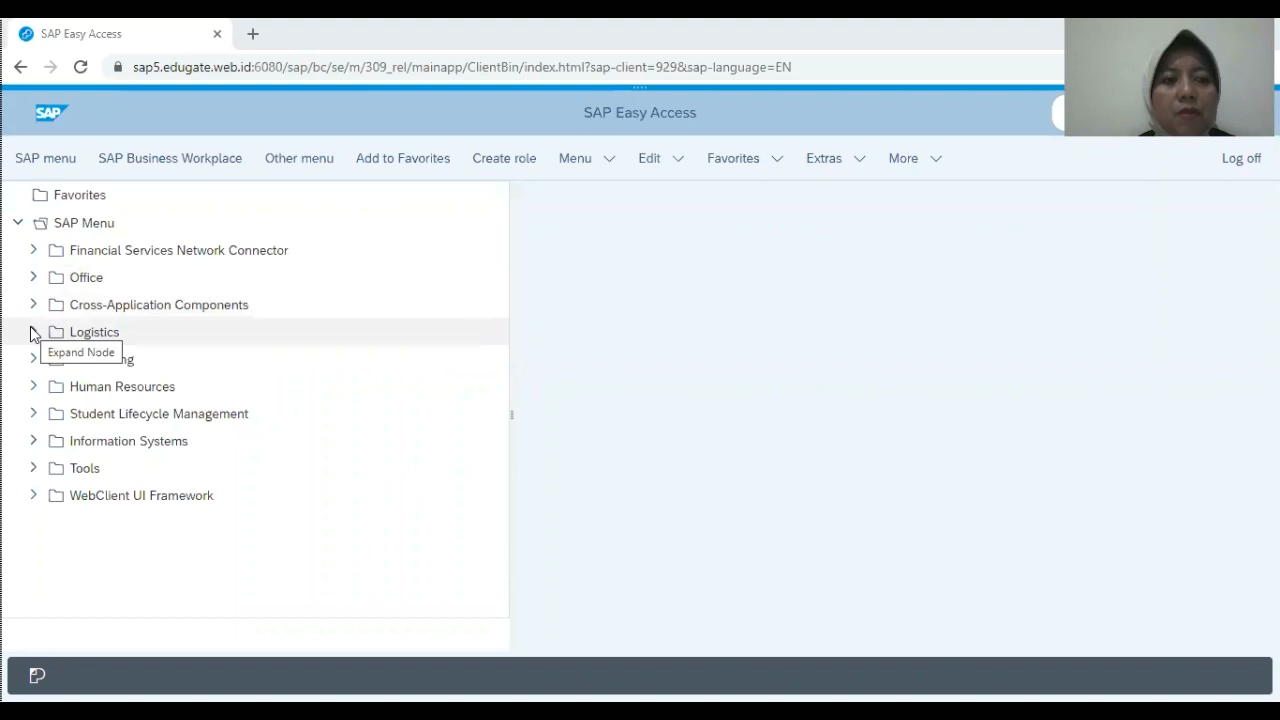 SAP Easy Access
sap5.edugate.web.id:6080/sap/bc/se/m/309_rel/mainapp/ClientBin/index.html?sap-client=929&sap-language=EN
SAP SAP Easy Access
SAP menu SAP Business Workplace Other menu Add to Favorites Create role Menu Edit Favorites Extras More Log off
Favorites
SAP Menu
Financial Services Network Connector
Office
Cross-Application Components
Logistics
Expand Node
Human Resources
Student Lifecycle Management
Information Systems
Tools
WebClient UI Framework